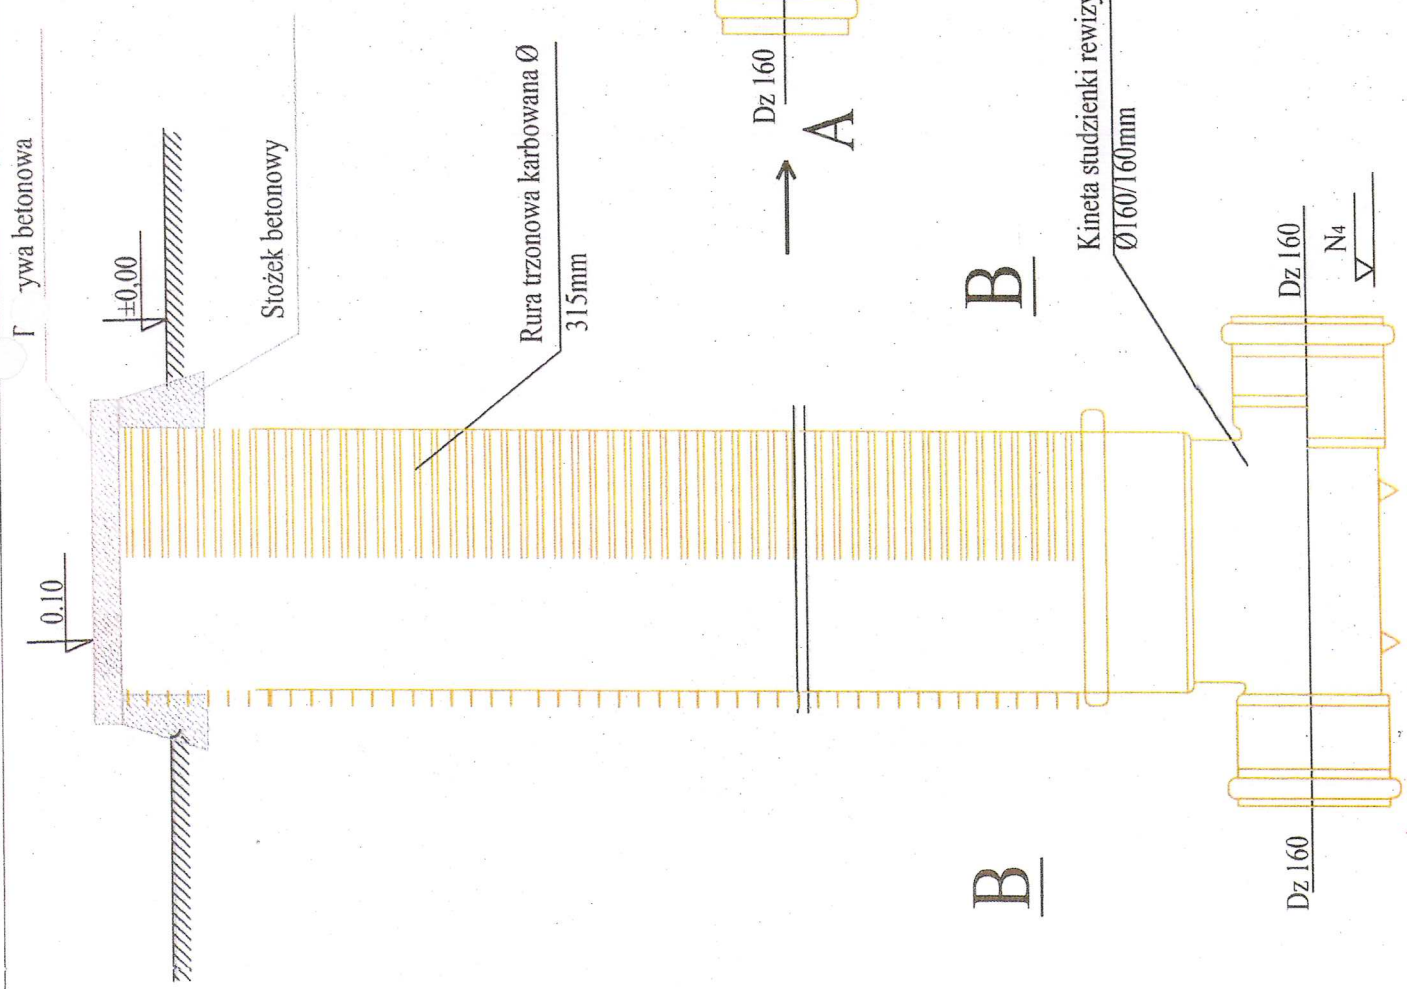 ywa betonowa
±0,00
0.10
Stożek betonowy
Rura trzonowa karbowana Ø
315mm
Dz 160
A
B
B
Kineta studzienki rewizy
Ø160/160mm
Dz 160
N4
Dz 160